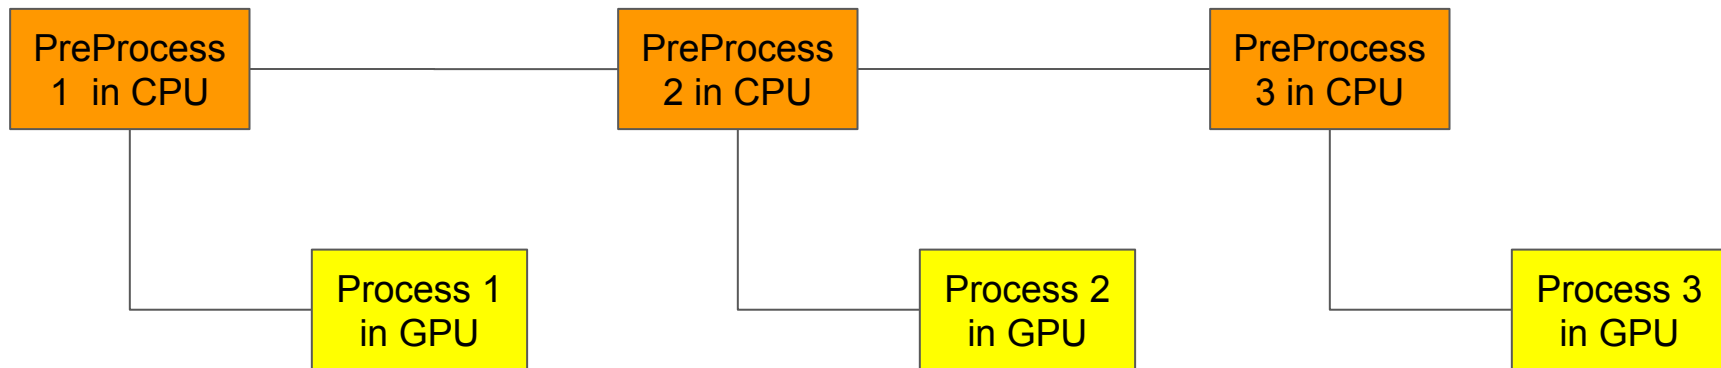 PreProcess
1  in CPU
PreProcess
2 in CPU
PreProcess
3 in CPU
Process 1
in GPU
Process 2
in GPU
Process 3
in GPU